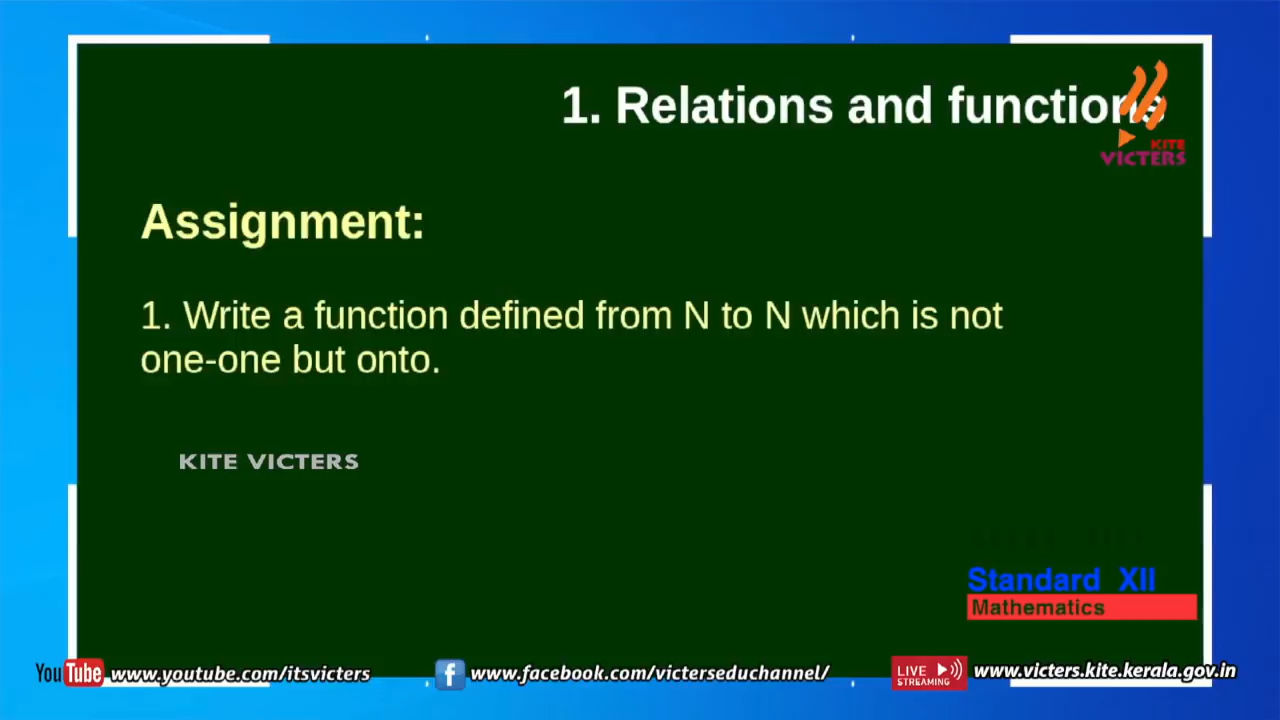 1. Relations and functions
KITE
VICTERS
Assignment:
1. Write a function defined from N to N which is not
one-one but onto.
KITE VICTERS
Standard XII
Mathematics
YouTube www.youtube.com/itsvicters
f www.facebook.com/victerseduchannel/
LIVE
STREAMING
www.victers.kite.kerala.gov.in